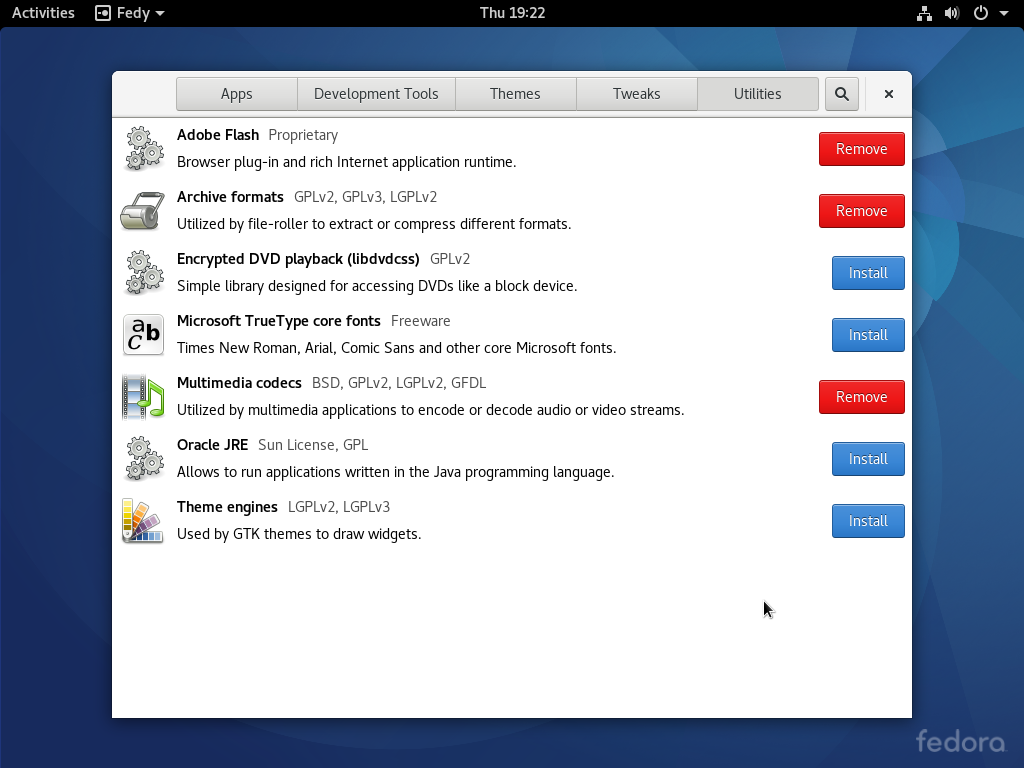 Activities Fedy Thu 19:22
Apps Development Tools Themes Tweaks Utilities
Adobe Flash Proprietary
Browser plug-in and rich Internet application runtime.
Remove
Archive formats GPLv2, GPLv3, LGPLv2
Utilized by file-roller to extract or compress different formats.
Remove
Encrypted DVD playback (libdvdcss) GPLv2
Simple library designed for accessing DVDs like a block device.
Install
Microsoft TrueType core fonts Freeware
Times New Roman, Arial, Comic Sans and other core Microsoft fonts.
Install
Multimedia codecs BSD, GPLv2, LGPLv2, GFDL
Utilized by multimedia applications to encode or decode audio or video streams.
Remove
Oracle JRE Sun License, GPL
Allows to run applications written in the Java programming language.
Install
Theme engines LGPLv2, LGPLv3
Used by GTK themes to draw widgets.
Install
fedora